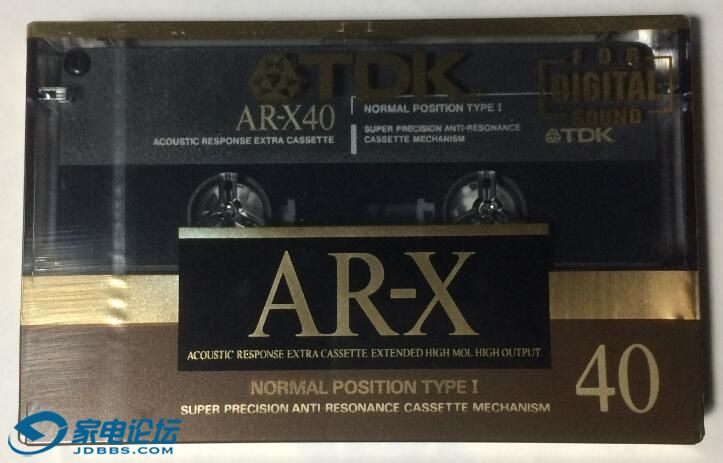 TDK
FOR
DIGITAL
SOUND
TDK
AR-X40
NORMAL POSITION TYPE I
ACOUSTIC RESPONSE EXTRA CASSETTE
SUPER PRECISION ANTI-RESONANCE
CASSETTE MECHANISM
AR-X
ACOUSTIC RESPONSE EXTRA CASSETTE EXTENDED HIGH MOL HIGH OUTPUT
40
NORMAL POSITION TYPE I
SUPER PRECISION ANTI RESONANCE CASSETTE MECHANISM
家电论坛
JDBBS.COM